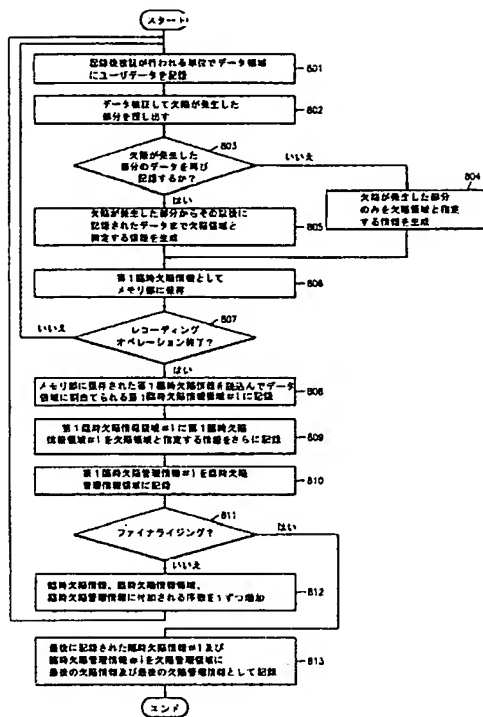 スタート
記録後検証が行われる単位でデータ領域
にユーザデータを記録
801
データ検証して欠陥が発生した
部分を探し出す
802
803
欠陥が発生した
部分のデータを再び
記録するか？
いいえ
はい
804
欠陥が発生した部分
のみを欠陥領域と指定
する情報を生成
欠陥が発生した部分からその以後に
記録されたデータまで欠陥領域と
指定する情報を生成
805
第1臨時欠陥情報として
メモリ部に保存
806
807
レコーディング
オペレーション終了？
いいえ
はい
メモリ部に保存された第1臨時欠陥情報を読込んでデータ
領域に割当てられる第1臨時欠陥情報領域#iに記録
808
第1臨時欠陥情報領域#iに第1臨時欠陥
情報領域#iを欠陥領域と指定する情報をさらに記録
809
第1臨時欠陥管理情報#iを臨時欠陥
管理情報領域に記録
810
811
ファイナライジング？
はい
いいえ
臨時欠陥情報、臨時欠陥情報領域、
臨時欠陥管理情報に付加される序数を1ずつ増加
812
最後に記録された臨時欠陥情報#i及び
臨時欠陥管理情報#iを欠陥管理領域に
最後の欠陥情報及び最後の欠陥管理情報として記録
813
エンド